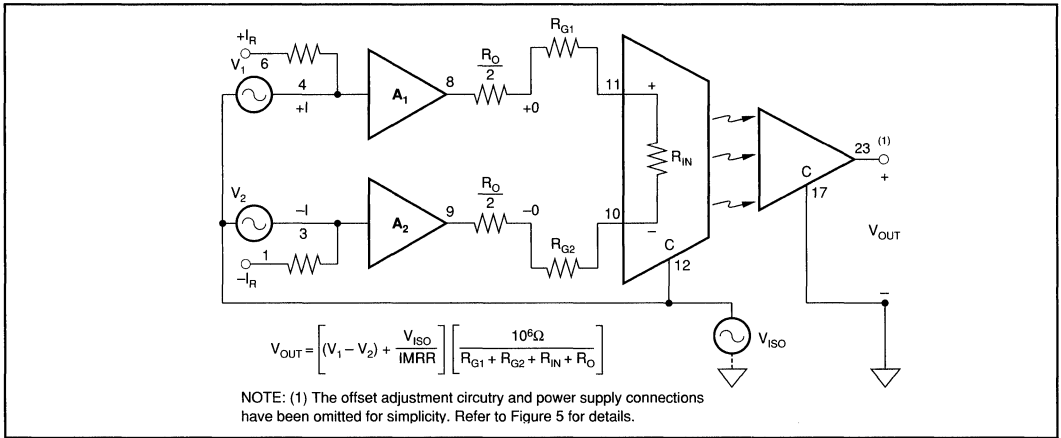 +I_R
6
V_1
4
+I
A_1
8
R_O
2
+0
R_G1
11
+
R_IN
23
(1)
+
C
17
V_2
-I
3
1
-I_R
A_2
9
R_O
2
-0
R_G2
10
-
C
12
V_OUT
-
V_ISO
V_OUT = [(V_1 - V_2) + V_ISO/IMRR] [10^6Ω/(R_G1 + R_G2 + R_IN + R_O)]
NOTE: (1) The offset adjustment circutry and power supply connections
have been omitted for simplicity. Refer to Figure 5 for details.